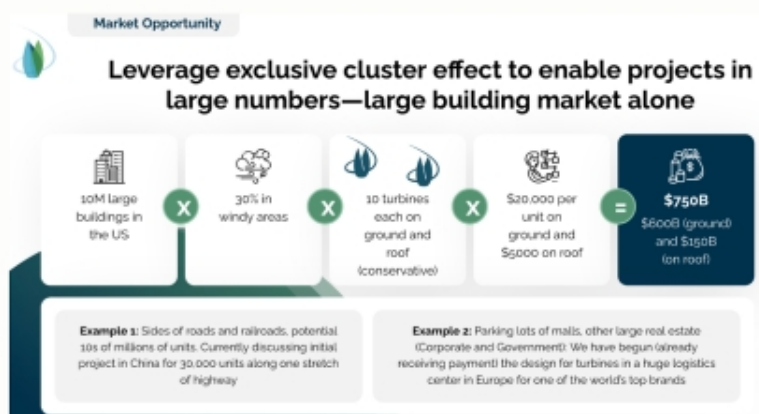 Market Opportunity
Leverage exclusive cluster effect to enable projects in
large numbers—large building market alone
10M large
buildings in
the US
X
30% in
windy areas
X
10 turbines
each on
ground and
roof
(conservative)
X
$20,000 per
unit on
ground and
$5000 on roof
=
$750B
$600B (ground)
and $150B
(on roof)
Example 1: Sides of roads and railroads, potential
10s of millions of units. Currently discussing initial
project in China for 30,000 units along one stretch
of highway
Example 2: Parking lots of malls, other large real estate
(Corporate and Government). We have begun (already
receiving payment) the design for turbines in a huge logistics
center in Europe for one of the world's top brands